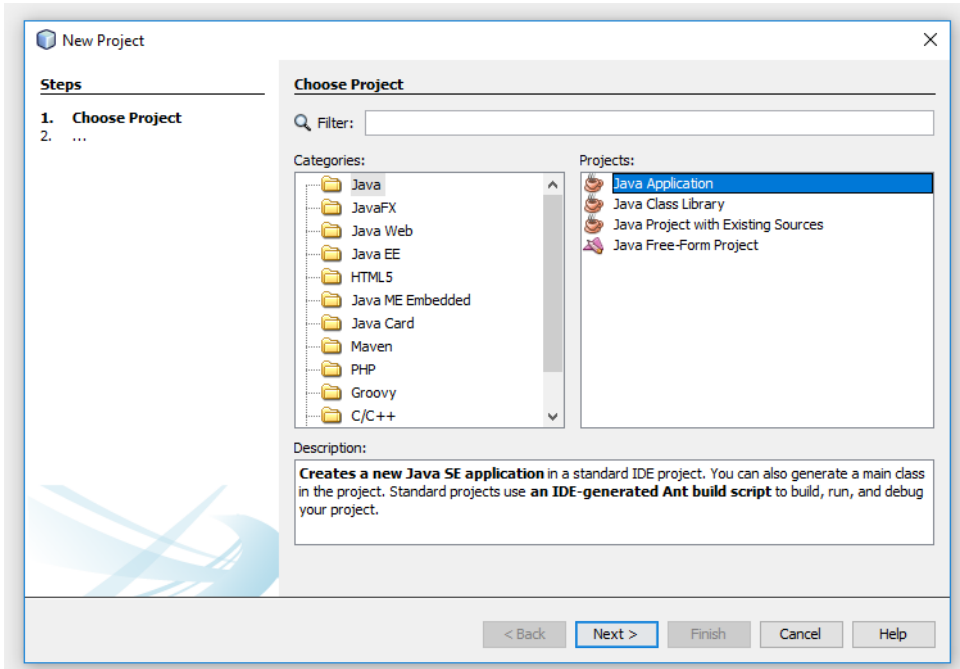 New Project
Steps
1. Choose Project
2. ...
Choose Project
Filter:
Categories:
Java
JavaFX
Java Web
Java EE
HTML5
Java ME Embedded
Java Card
Maven
PHP
Groovy
C/C++
Projects:
Java Application
Java Class Library
Java Project with Existing Sources
Java Free-Form Project
Description:
Creates a new Java SE application in a standard IDE project. You can also generate a main class
in the project. Standard projects use an IDE-generated Ant build script to build, run, and debug
your project.
< Back
Next >
Finish
Cancel
Help